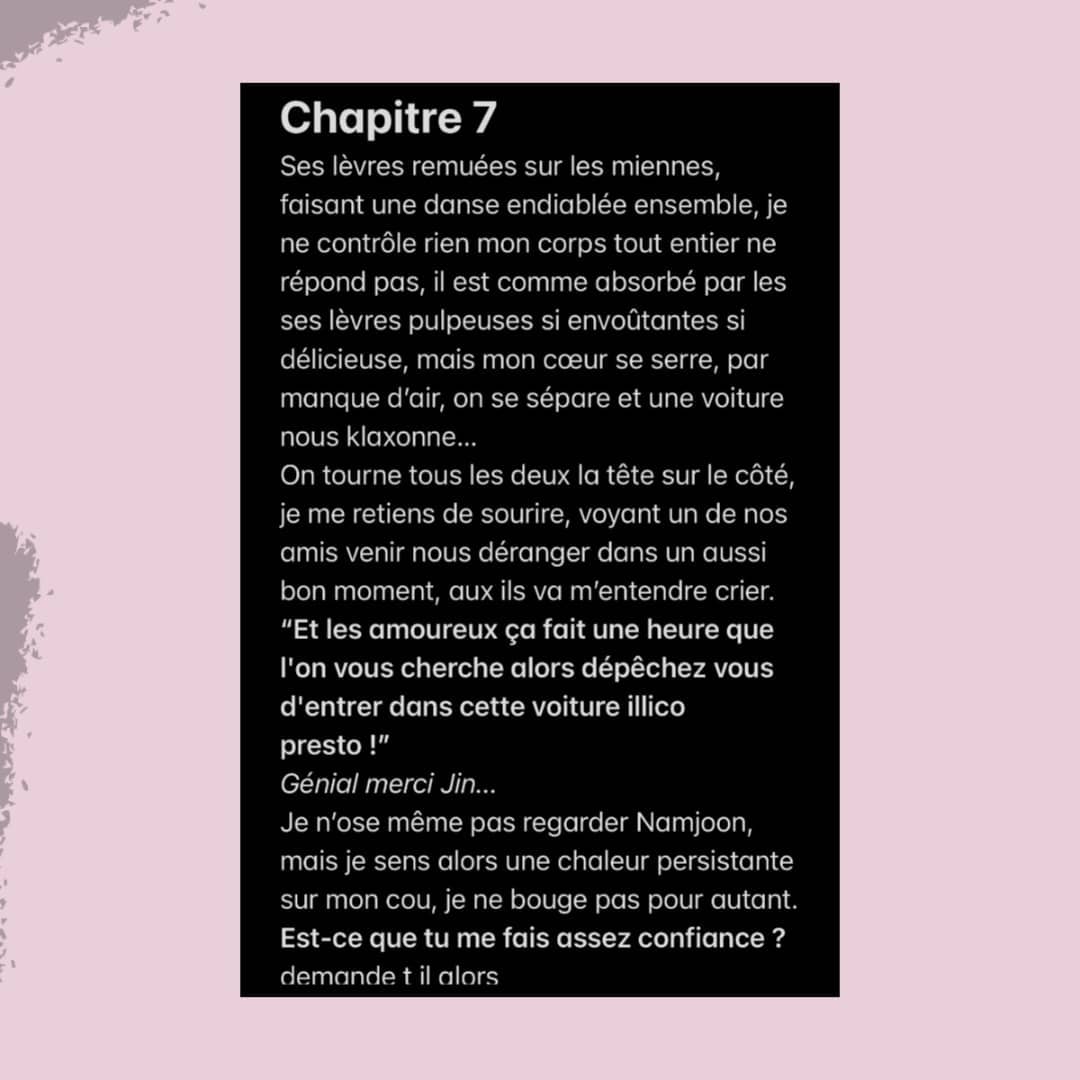 Chapitre 7
Ses lèvres remuées sur les miennes,
faisant une danse endiablée ensemble, je
ne contrôle rien mon corps tout entier ne
répond pas, il est comme absorbé par les
ses lèvres pulpeuses si envoûtantes si
délicieuse, mais mon cœur se serre, par
manque d’air, on se sépare et une voiture
nous klaxonne...
On tourne tous les deux la tête sur le côté,
je me retiens de sourire, voyant un de nos
amis venir nous déranger dans un aussi
bon moment, aux ils va m’entendre crier.
“Et les amoureux ça fait une heure que
l'on vous cherche alors dépêchez vous
d'entrer dans cette voiture illico
presto !”
Génial merci Jin...
Je n’ose même pas regarder Namjoon,
mais je sens alors une chaleur persistante
sur mon cou, je ne bouge pas pour autant.
Est-ce que tu me fais assez confiance ?
demande t il alors